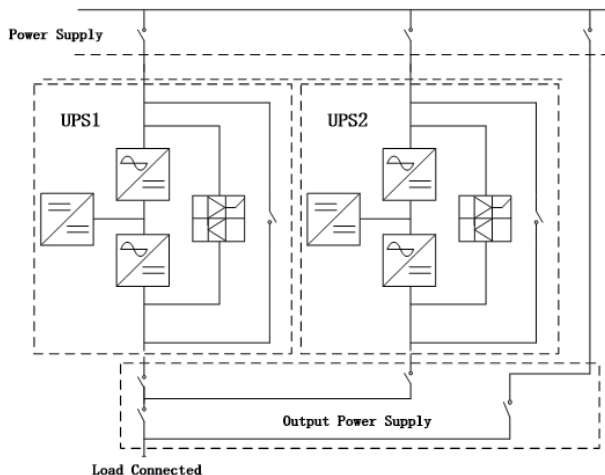 Power Supply
UPS1
UPS2
Output Power Supply
Load Connected